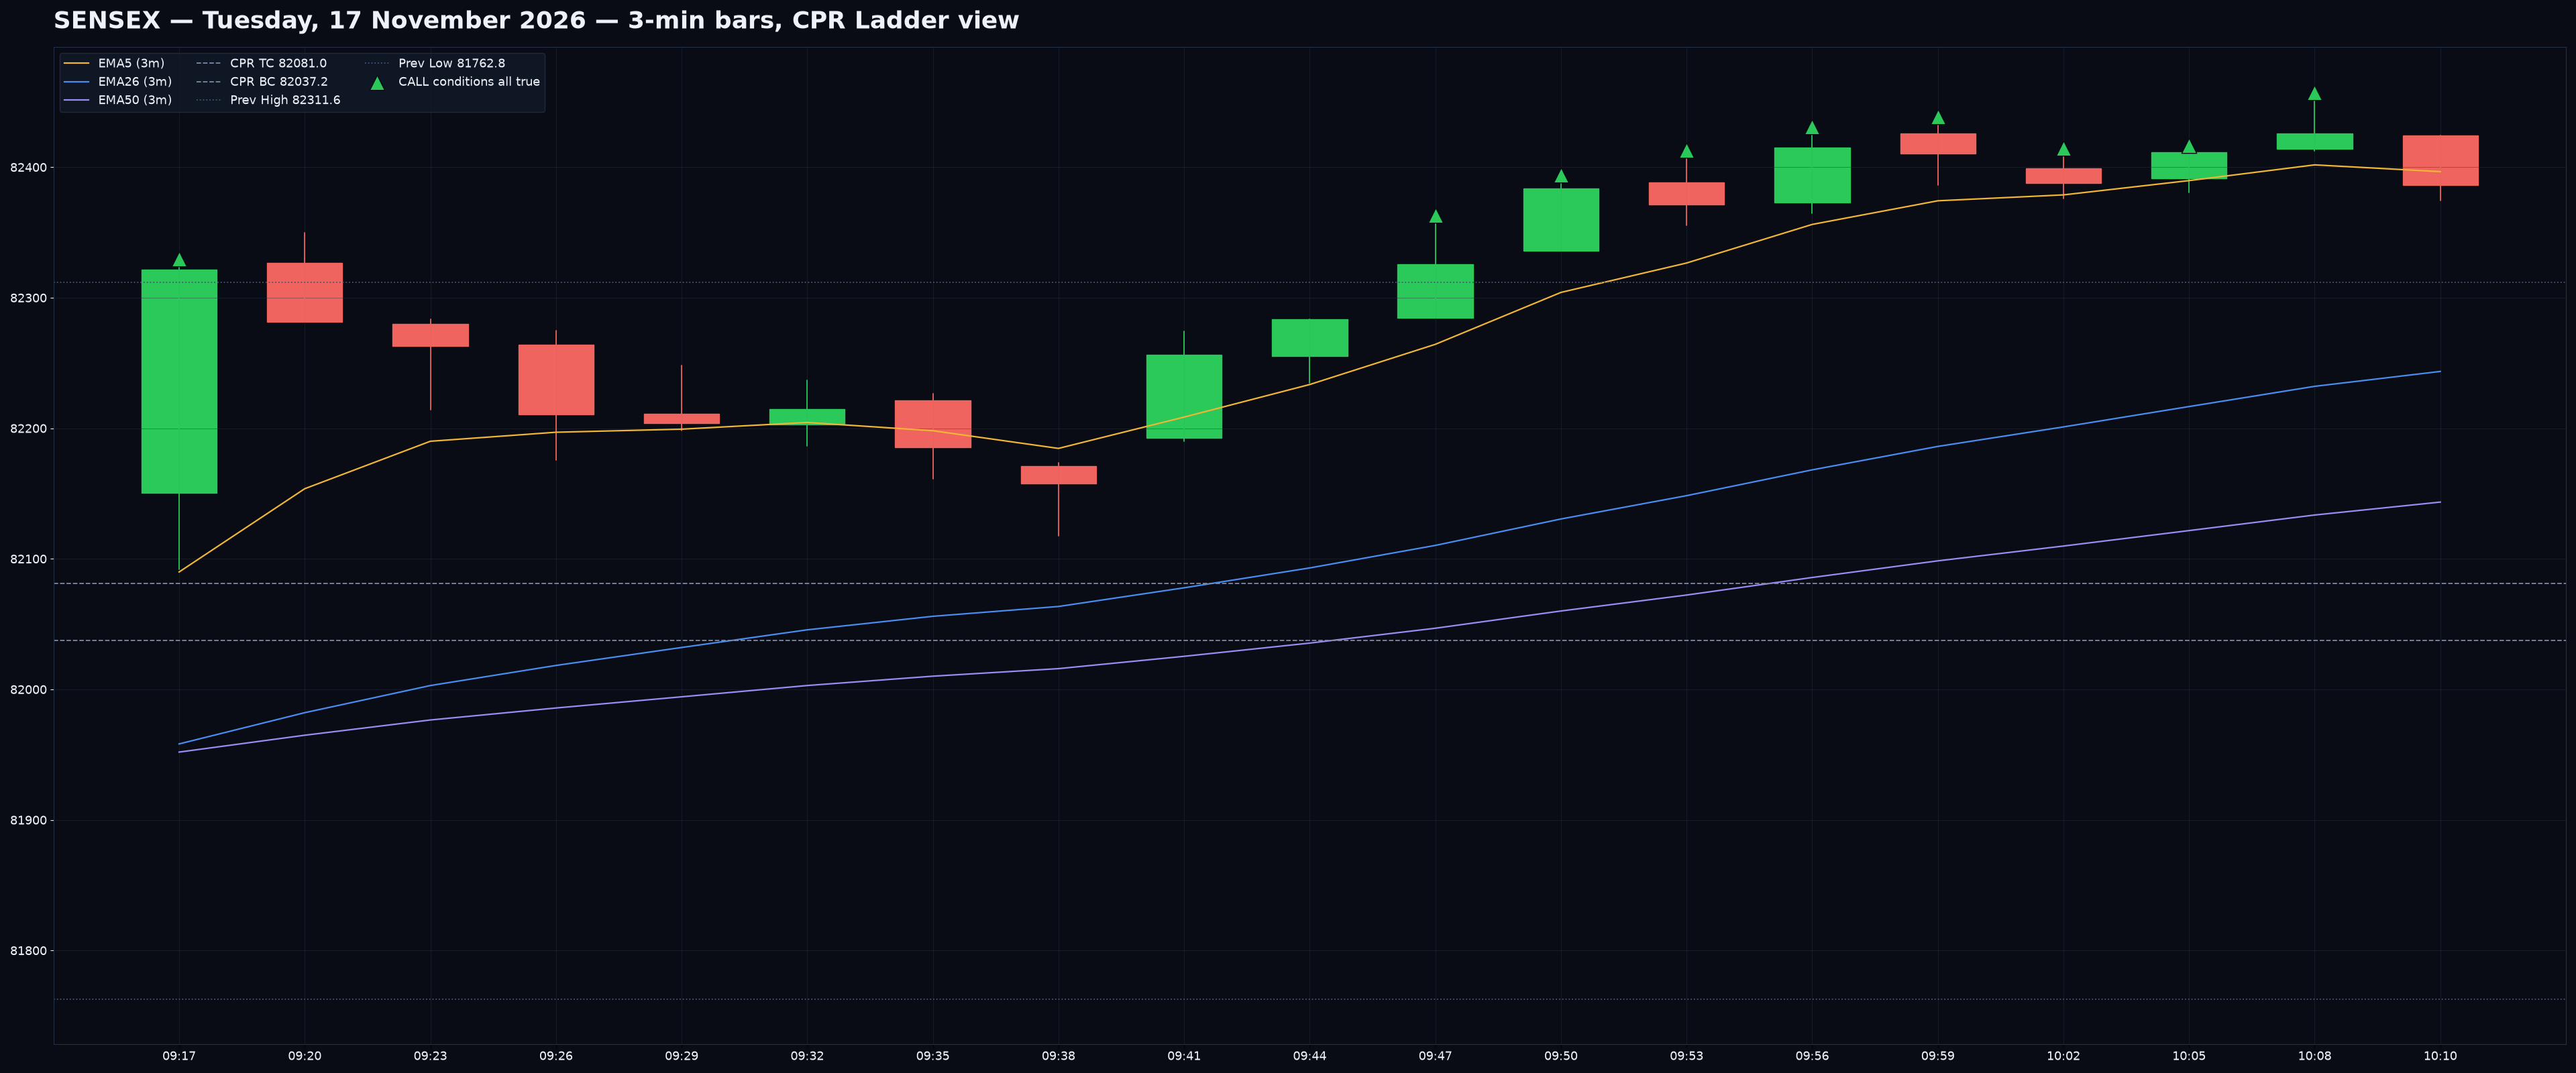 SENSEX — Tuesday, 17 November 2026 — 3-min bars, CPR Ladder view
EMA5 (3m)
EMA26 (3m)
EMA50 (3m)
CPR TC 82081.0
CPR BC 82037.2
Prev High 82311.6
Prev Low 81762.8
CALL conditions all true
82400
82300
82200
82100
82000
81900
81800
09:17 09:20 09:23 09:26 09:29 09:32 09:35 09:38 09:41 09:44 09:47 09:50 09:53 09:56 09:59 10:02 10:05 10:08 10:10